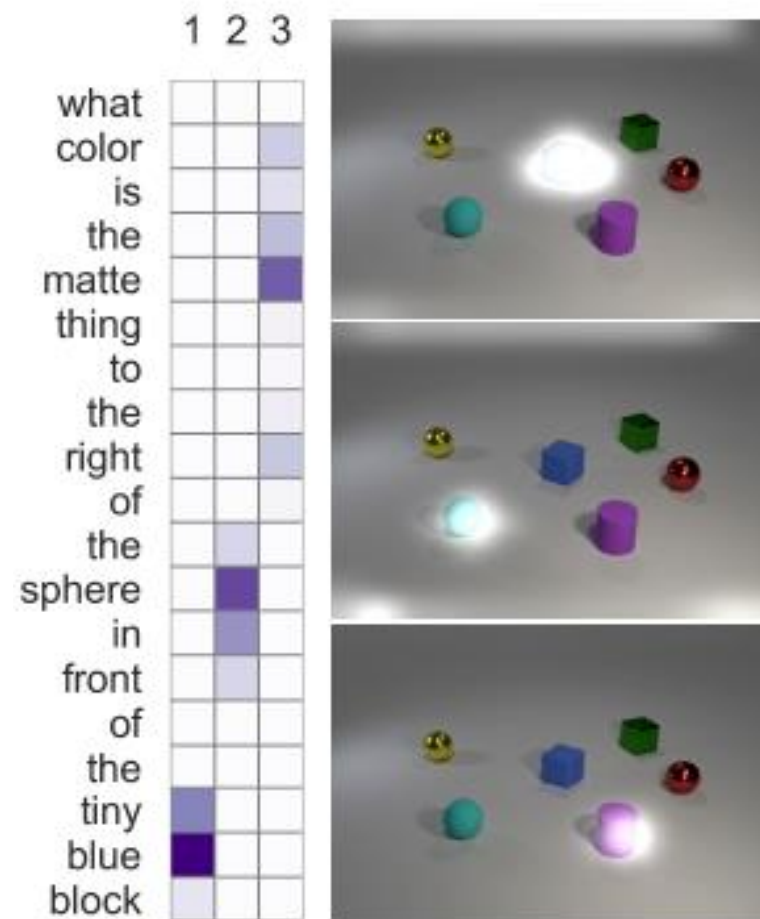 1 2 3
what
color
is
the
matte
thing
to
the
right
of
the
sphere
in
front
of
the
tiny
blue
block